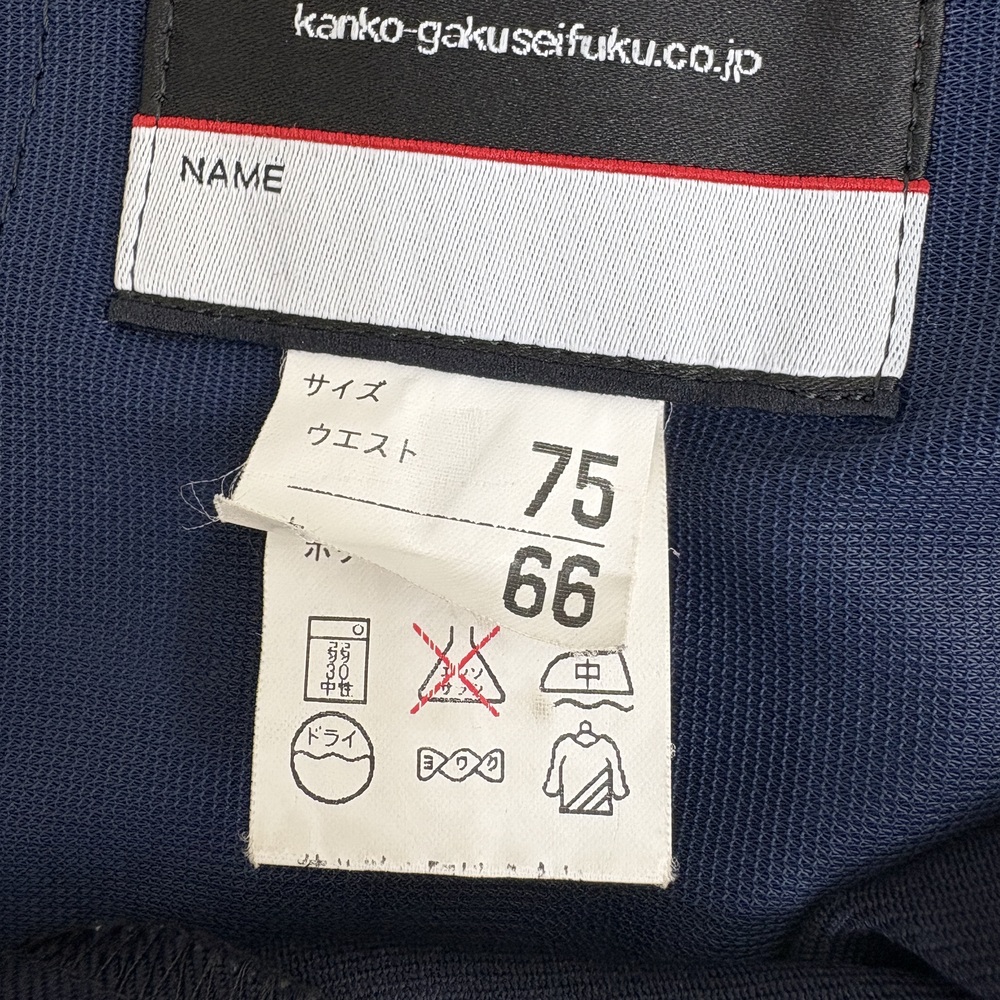 kanko-gakuseifuku.co.jp
NAME
サイズ
ウエスト
75
66
弱
30
中性
中
ドライ
ヨワク